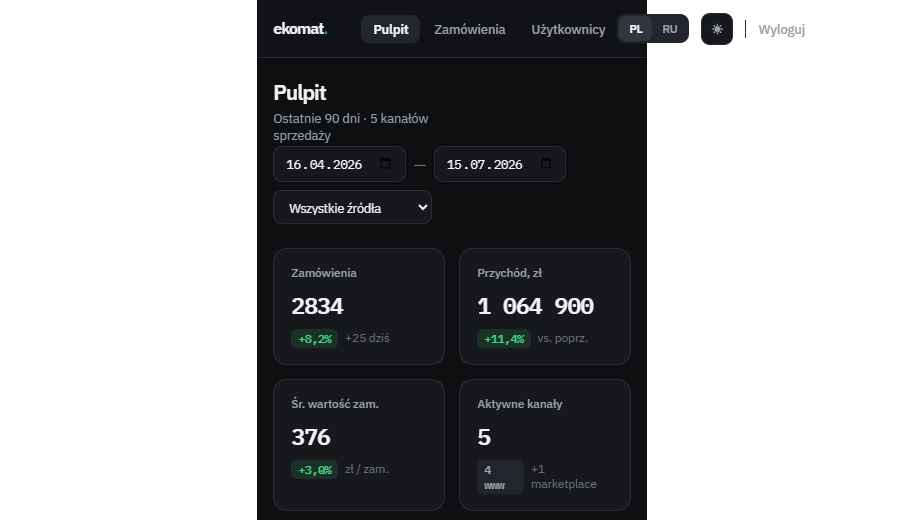 ekomat.
Pulpit
Zamówienia
Użytkownicy
PL
RU
Wyloguj
Pulpit
Ostatnie 90 dni · 5 kanałów
sprzedaży
16.04.2026 — 15.07.2026
Wszystkie źródła
Zamówienia
2834
+8,2% +25 dziś
Przychód, zł
1 064 900
+11,4% vs. poprz.
Śr. wartość zam.
376
+3,0% zł / zam.
Aktywne kanały
5
4
www
+1
marketplace